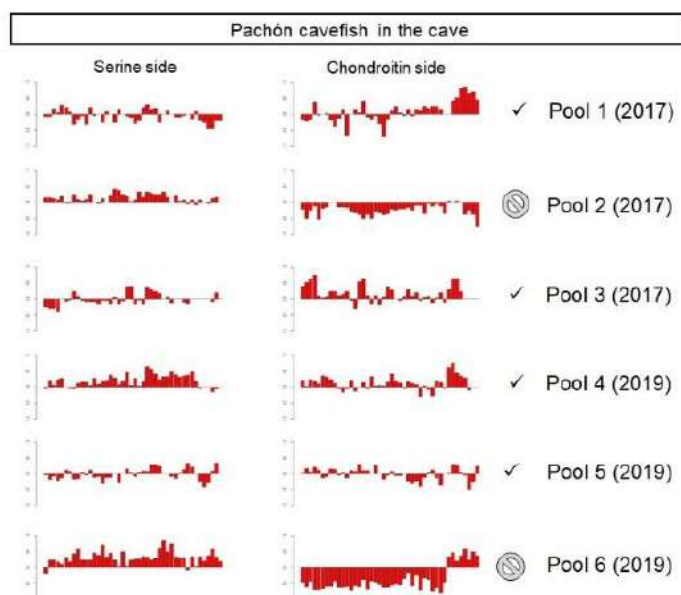 Pachón cavefish in the cave
Serine side
Chondroitin side
✓ Pool 1 (2017)
Pool 2 (2017)
✓ Pool 3 (2017)
✓ Pool 4 (2019)
✓ Pool 5 (2019)
Pool 6 (2019)